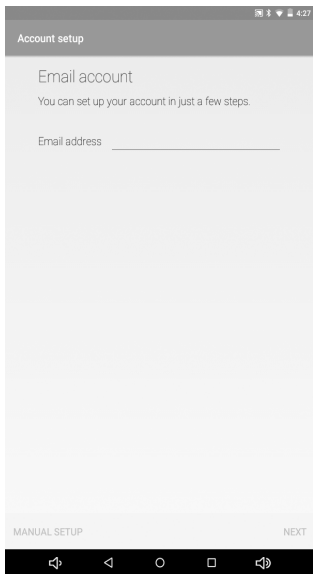 4:27
Account setup
Email account
You can set up your account in just a few steps.
Email address
MANUAL SETUP NEXT